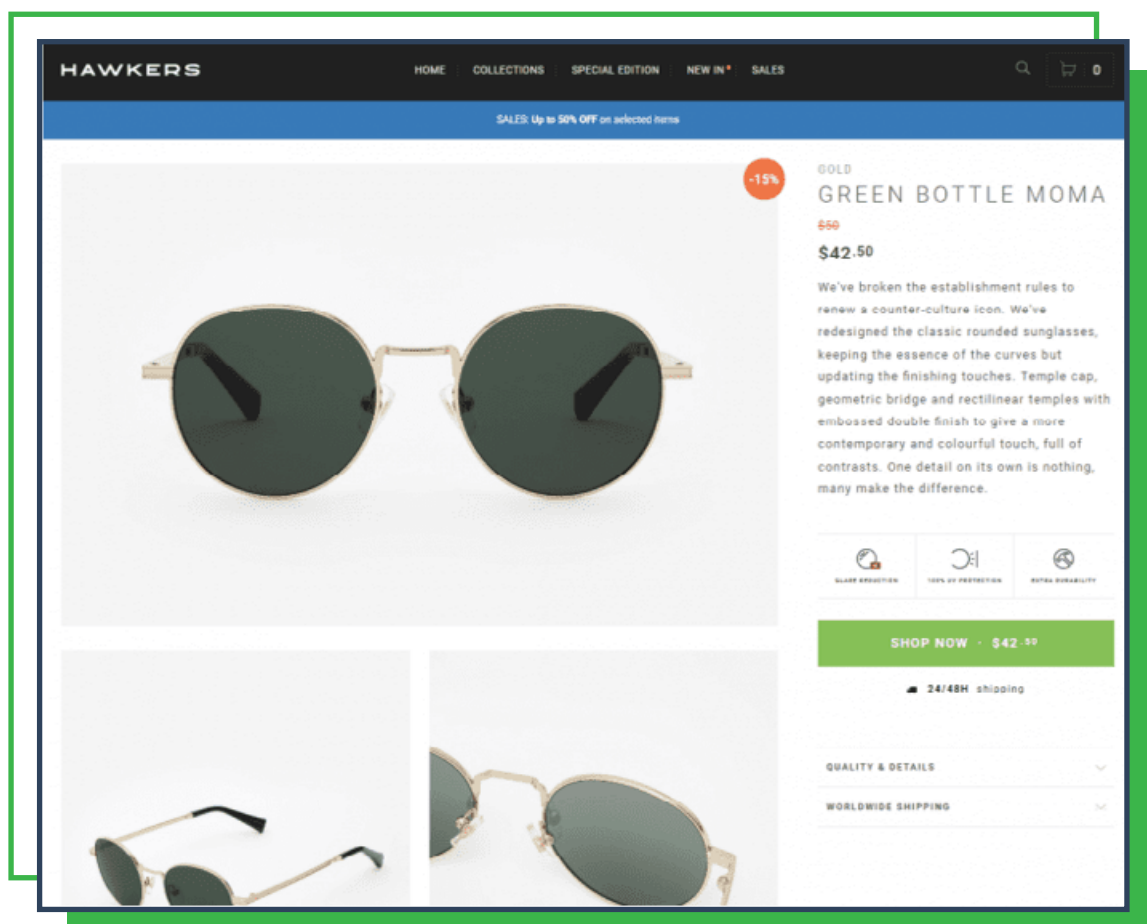 HAWKERS
HOME COLLECTIONS SPECIAL EDITION NEW IN SALES
0
SALES: Up to 50% OFF on selected items
-15%
GOLD
GREEN BOTTLE MOMA
$50
$42.50
We've broken the establishment rules to
renew a counter-culture icon. We've
redesigned the classic rounded sunglasses,
keeping the essence of the curves but
updating the finishing touches. Temple cap,
geometric bridge and rectilinear temples with
embossed double finish to give a more
contemporary and colourful touch, full of
contrasts. One detail on its own is nothing,
many make the difference.
GLARE REDUCTION 100% UV PROTECTION EXTRA DURABILITY
SHOP NOW · $42.50
24/48H shipping
QUALITY & DETAILS
WORLDWIDE SHIPPING